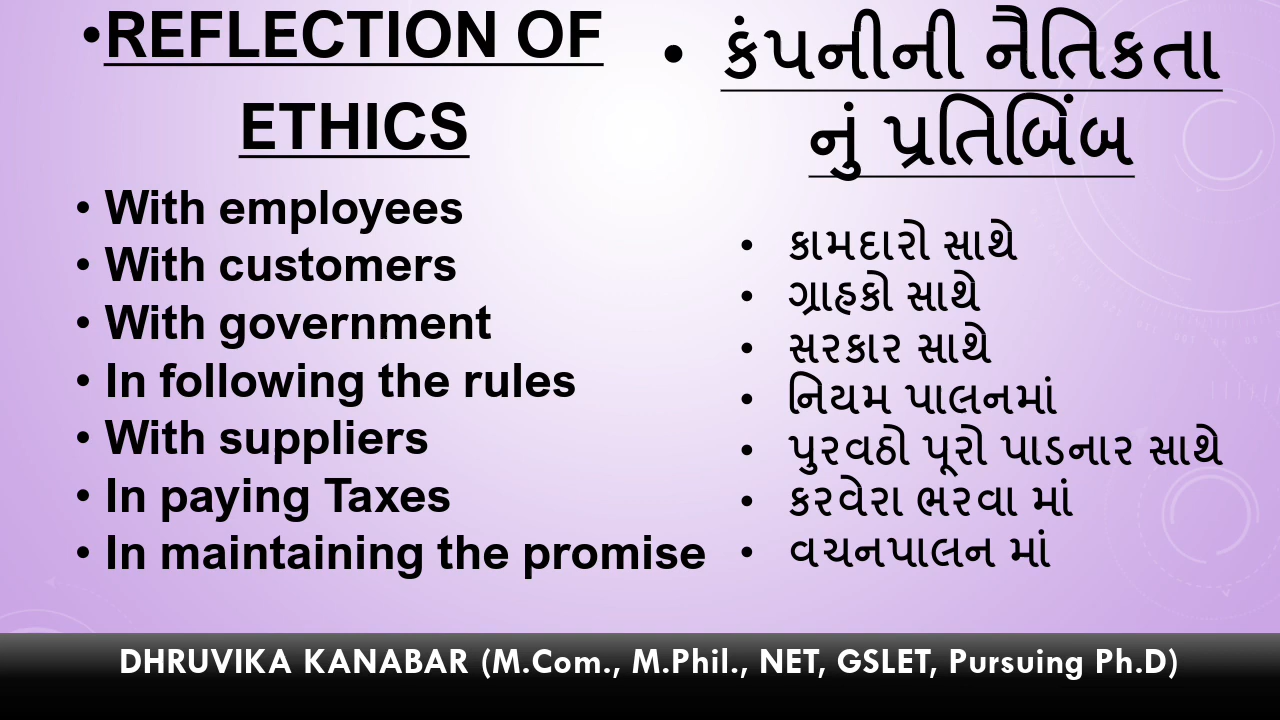 •REFLECTION OF
ETHICS
• With employees
• With customers
• With government
• In following the rules
• With suppliers
• In paying Taxes
• In maintaining the promise
• કંપનીની નૈતિકતા
નું પ્રતિબિંબ
• કામદારો સાથે
• ગ્રાહકો સાથે
• સરકાર સાથે
• નિયમ પાલનમાં
• પુરવઠો પૂરો પાડનાર સાથે
• કરવેરા ભરવા માં
• વચનપાલન માં
DHRUVIKA KANABAR (M.Com., M.Phil., NET, GSLET, Pursuing Ph.D)